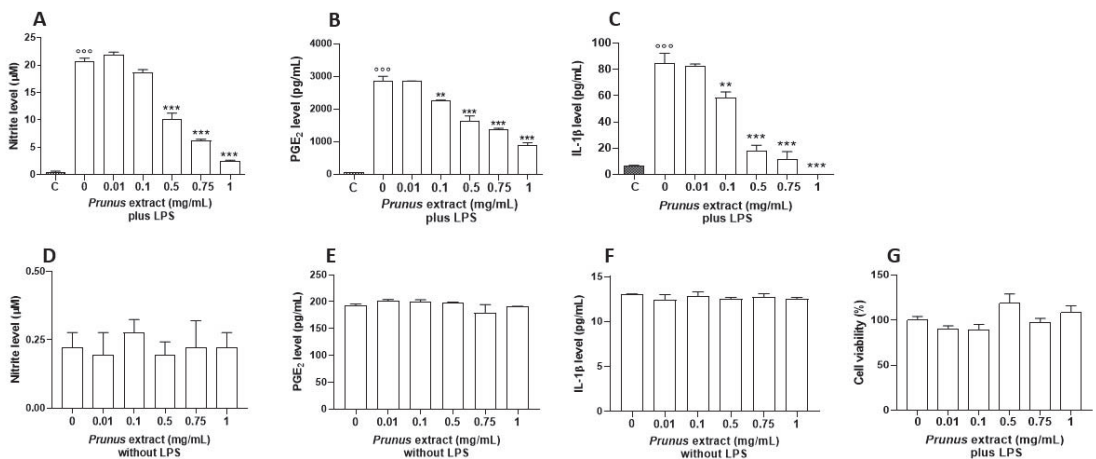 A
Nitrite level (μM)
25
20
15
10
5
0
°°°
***
***
***
C 0 0.01 0.1 0.5 0.75 1
Prunus extract (mg/mL)
plus LPS
B
PGE₂ level (pg/mL)
4000
3000
2000
1000
0
°°°
**
***
***
***
C 0 0.01 0.1 0.5 0.75 1
Prunus extract (mg/mL)
plus LPS
C
IL-1β level (pg/mL)
100
80
60
40
20
0
°°°
**
***
***
***
C 0 0.01 0.1 0.5 0.75 1
Prunus extract (mg/mL)
plus LPS
D
Nitrite level (μM)
0.50
0.25
0.00
0 0.01 0.1 0.5 0.75 1
Prunus extract (mg/mL)
without LPS
E
PGE₂ level (pg/mL)
250
200
150
100
50
0
0 0.01 0.1 0.5 0.75 1
Prunus extract (mg/mL)
without LPS
F
IL-1β level (pg/mL)
15
10
5
0
0 0.01 0.1 0.5 0.75 1
Prunus extract (mg/mL)
without LPS
G
Cell viability (%)
150
100
50
0
0 0.01 0.1 0.5 0.75 1
Prunus extract (mg/mL)
plus LPS